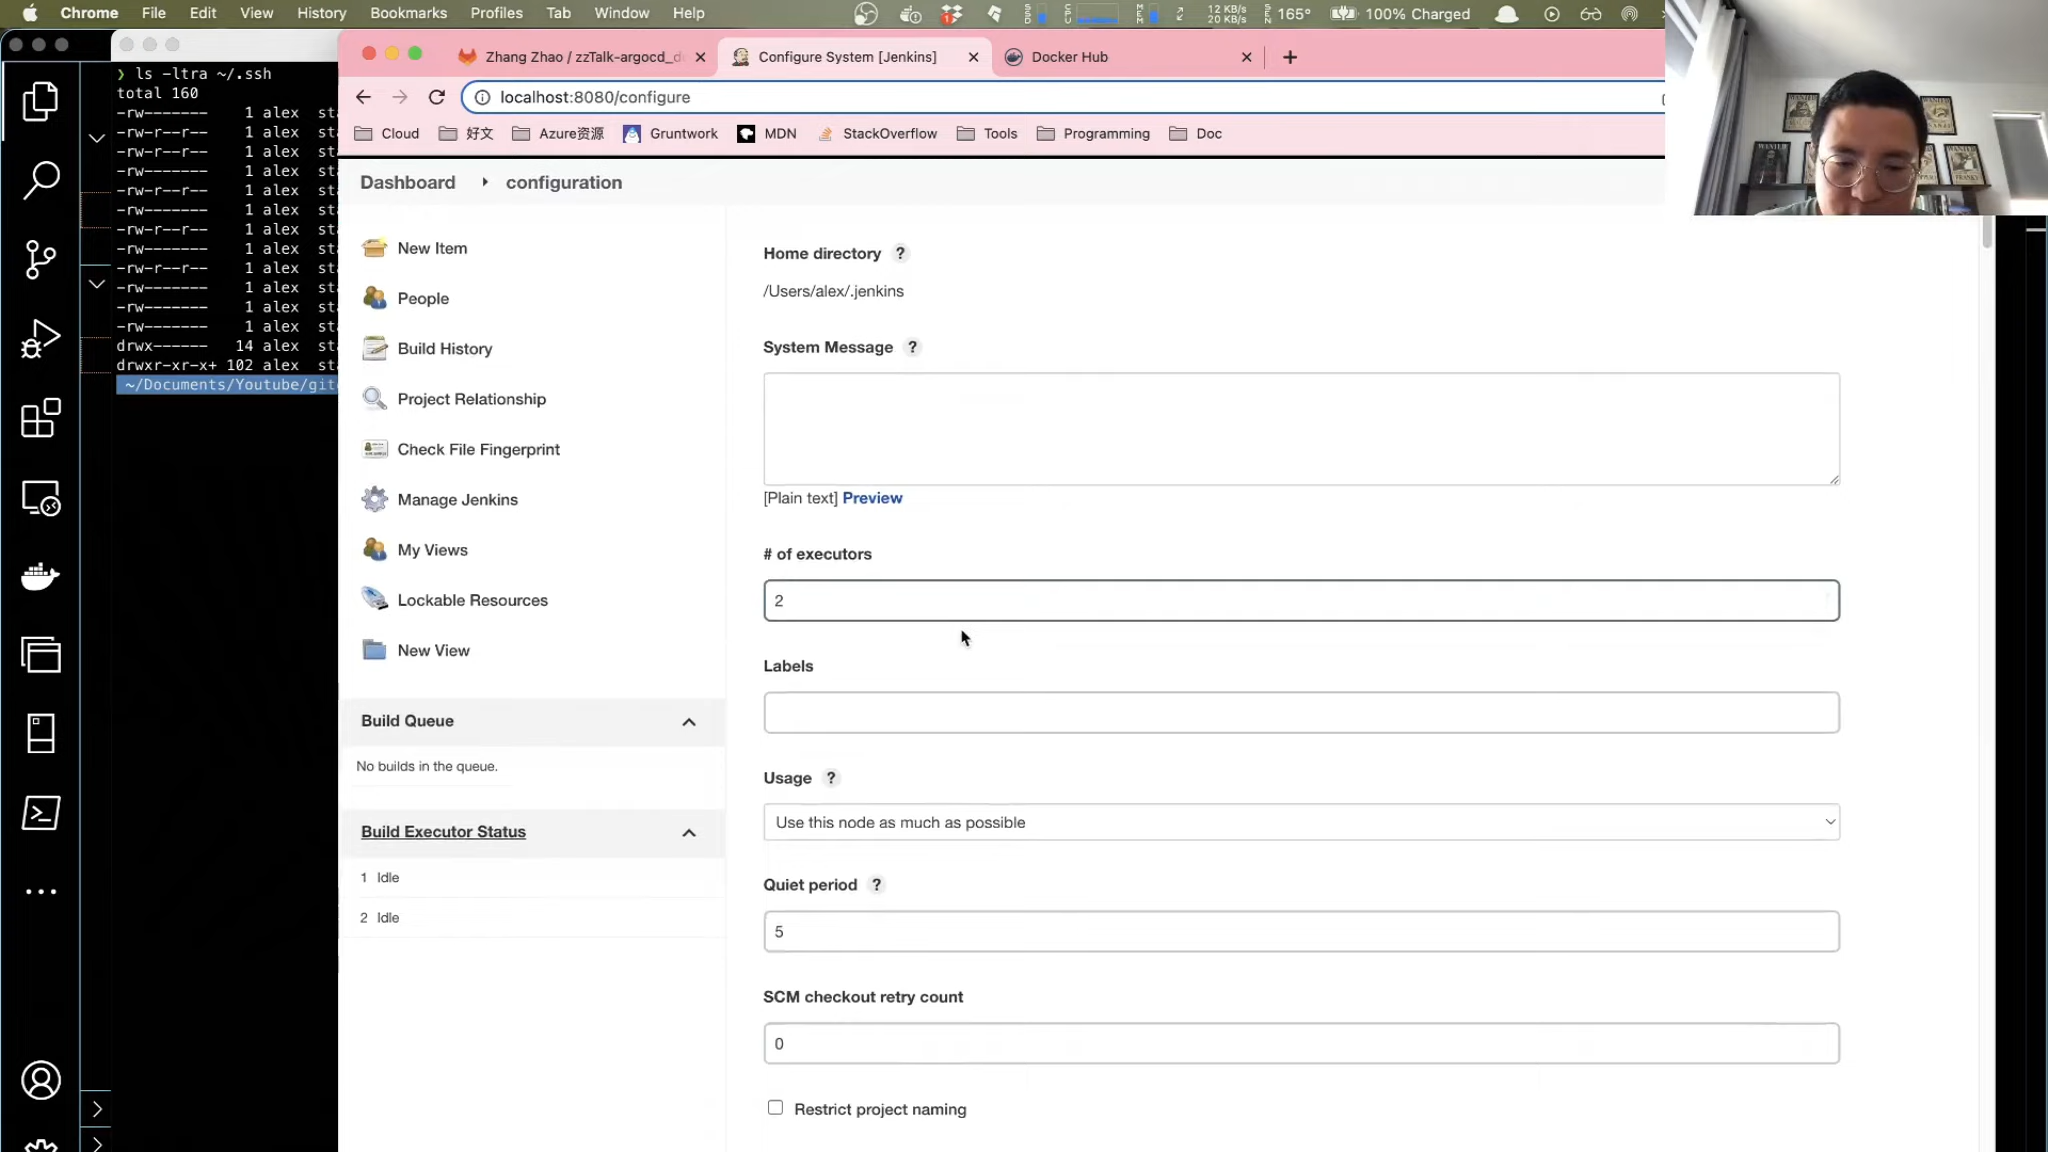 Chrome File Edit View History Bookmarks Profiles Tab Window Help
12 KB/s
20 KB/s
165°
100% Charged
❯ ls -ltra ~/.ssh
total 160
-rw------- 1 alex
-rw-r--r-- 1 alex
-rw-r--r-- 1 alex
-rw------- 1 alex
-rw-r--r-- 1 alex
-rw------- 1 alex
-rw-r--r-- 1 alex
-rw------- 1 alex
-rw-r--r-- 1 alex
-rw------- 1 alex
-rw------- 1 alex
-rw------- 1 alex
drwx------ 14 alex
drwxr-xr-x+ 102 alex
~/Documents/Youtube/git
Zhang Zhao / zzTalk-argocd_d
Configure System [Jenkins]
Docker Hub
localhost:8080/configure
Cloud 好文 Azure资源 Gruntwork MDN StackOverflow Tools Programming Doc
Dashboard configuration
New Item
People
Build History
Project Relationship
Check File Fingerprint
Manage Jenkins
My Views
Lockable Resources
New View
Build Queue
No builds in the queue.
Build Executor Status
1 Idle
2 Idle
Home directory ?
/Users/alex/.jenkins
System Message ?
[Plain text] Preview
# of executors
2
Labels
Usage ?
Use this node as much as possible
Quiet period ?
5
SCM checkout retry count
0
Restrict project naming